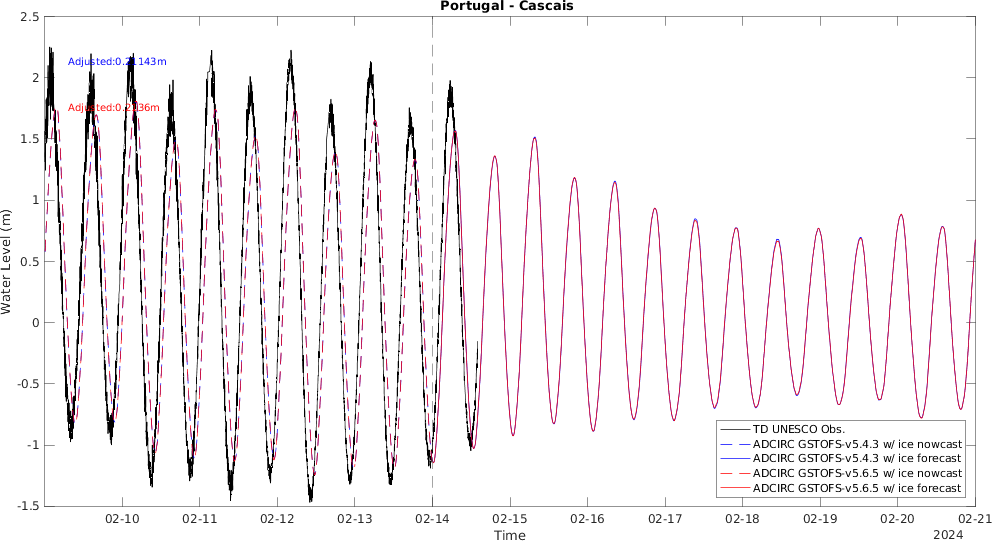 Portugal - Cascais
2.5
2
1.5
1
0.5
0
-0.5
-1
-1.5
Water Level (m)
Adjusted:0.21143m
TD UNESCO Obs.
ADCIRC GSTOFS-v5.4.3 w/ ice nowcast
ADCIRC GSTOFS-v5.4.3 w/ ice forecast
ADCIRC GSTOFS-v5.6.5 w/ ice nowcast
ADCIRC GSTOFS-v5.6.5 w/ ice forecast
02-10 02-11 02-12 02-13 02-14 02-15 02-16 02-17 02-18 02-19 02-20 02-21
Time
2024